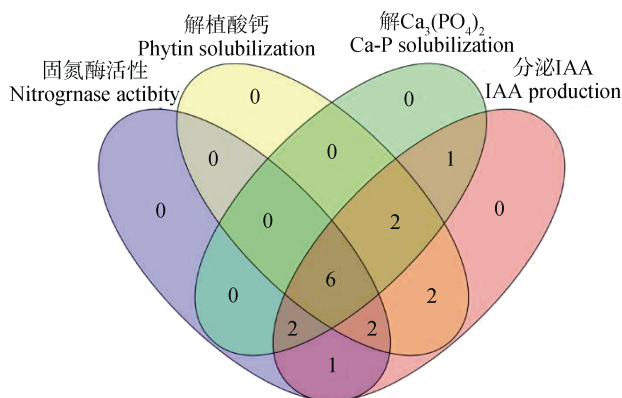 固氮酶活性
Nitrogrnase actibity
解植酸钙
Phytin solubilization
解Ca₃(PO₄)₂
Ca-P solubilization
分泌IAA
IAA production
0
0
0
0
1
0
0
0
2
0
6
0
2
2
2
1